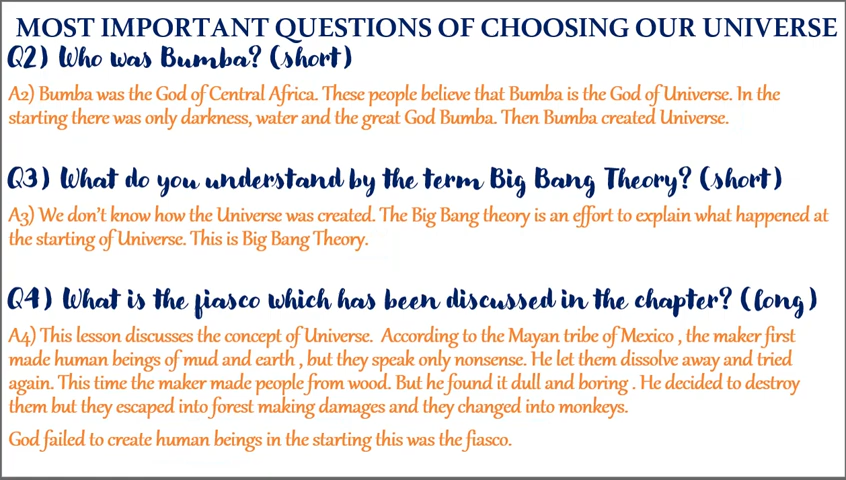 MOST IMPORTANT QUESTIONS OF CHOOSING OUR UNIVERSE
Q2) Who was Bumba? (short)
A2) Bumba was the God of Central Africa. These people believe that Bumba is the God of Universe. In the
starting there was only darkness, water and the great God Bumba. Then Bumba created Universe.
Q3) What do you understand by the term Big Bang Theory? (short)
A3) We don't know how the Universe was created. The Big Bang theory is an effort to explain what happened at
the starting of Universe. This is Big Bang Theory.
Q4) What is the fiasco which has been discussed in the chapter? (long)
A4) This lesson discusses the concept of Universe. According to the Mayan tribe of Mexico , the maker first
made human beings of mud and earth , but they speak only nonsense. He let them dissolve away and tried
again. This time the maker made people from wood. But he found it dull and boring . He decided to destroy
them but they escaped into forest making damages and they changed into monkeys.
God failed to create human beings in the starting this was the fiasco.